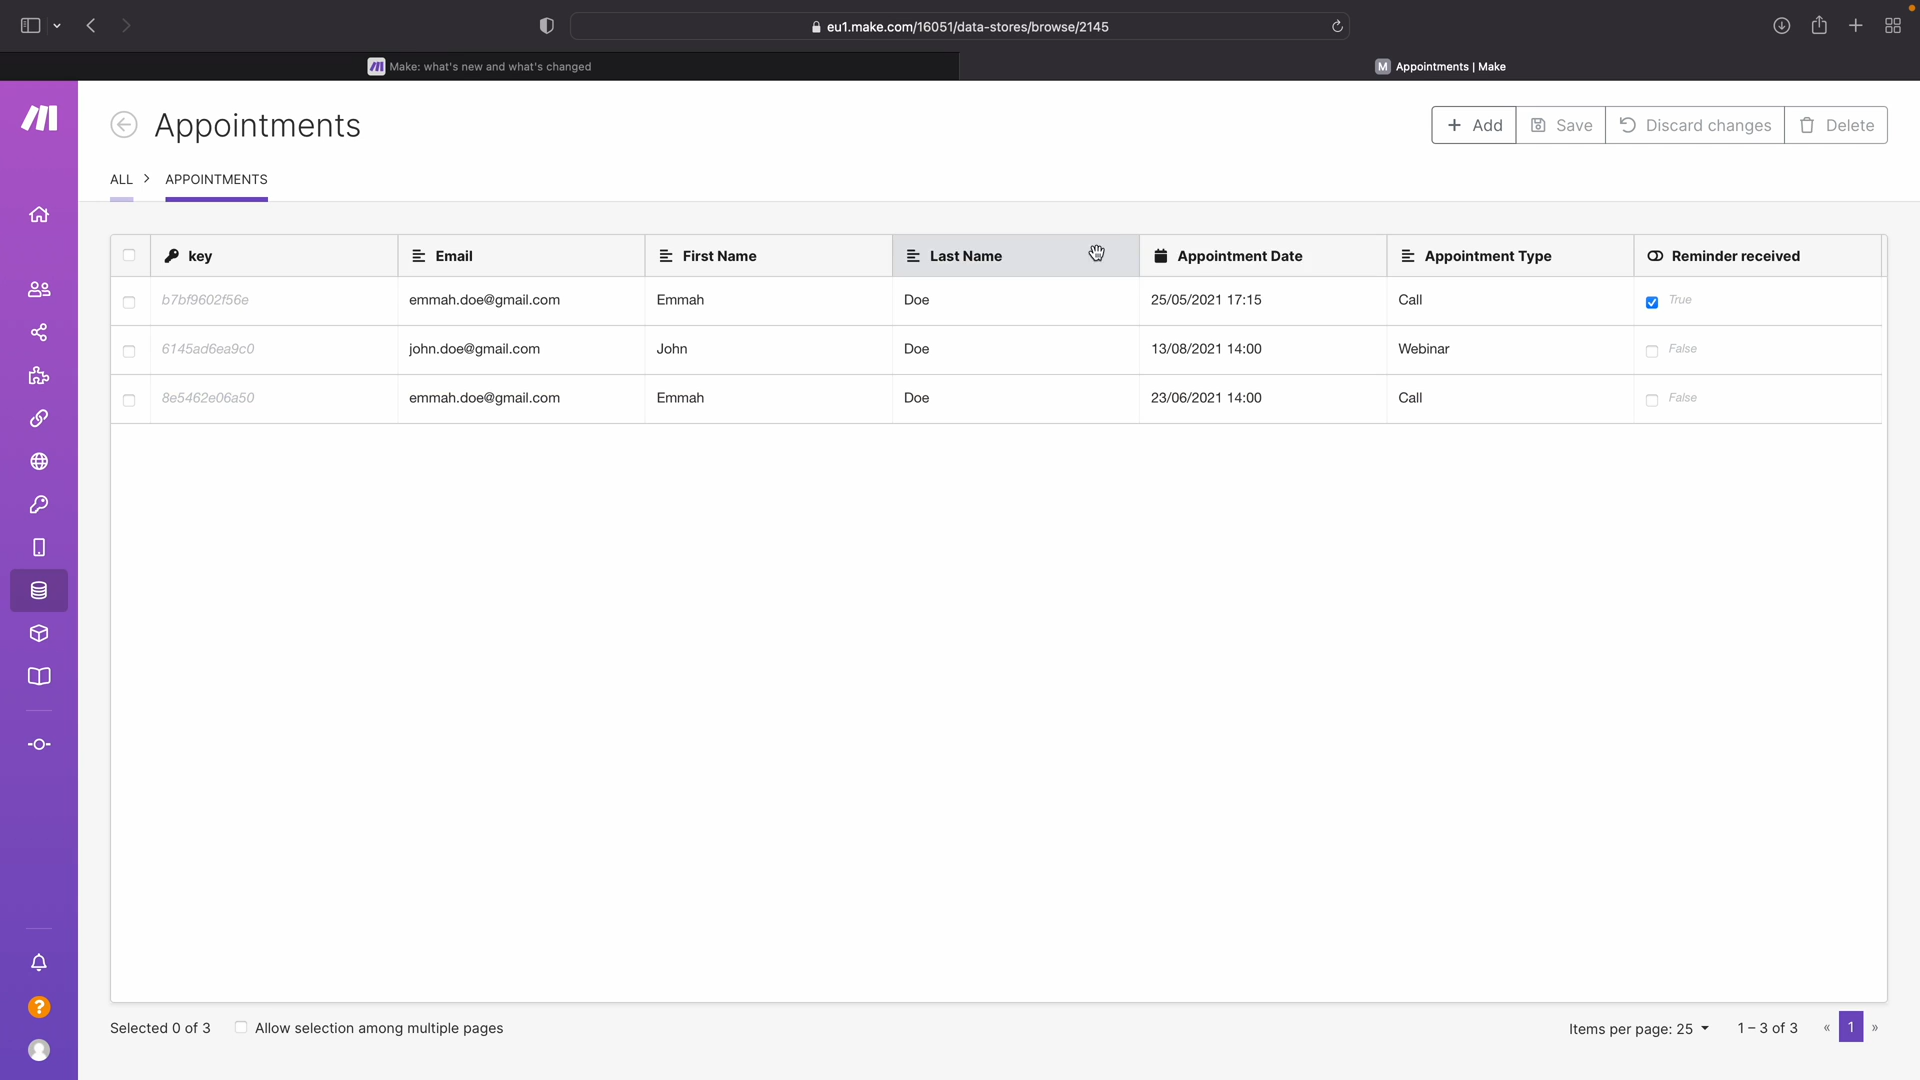 eu1.make.com/16051/data-stores/browse/2145
Make: what's new and what's changed
M Appointments | Make
Appointments
Add Save Discard changes Delete
ALL > APPOINTMENTS
key Email First Name Last Name Appointment Date Appointment Type Reminder received
b7bf9602f56e emmah.doe@gmail.com Emmah Doe 25/05/2021 17:15 Call True
6145ad6ea9c0 john.doe@gmail.com John Doe 13/08/2021 14:00 Webinar False
8e5462e06a50 emmah.doe@gmail.com Emmah Doe 23/06/2021 14:00 Call False
?
Selected 0 of 3 Allow selection among multiple pages Items per page: 25 1 – 3 of 3 « 1 »